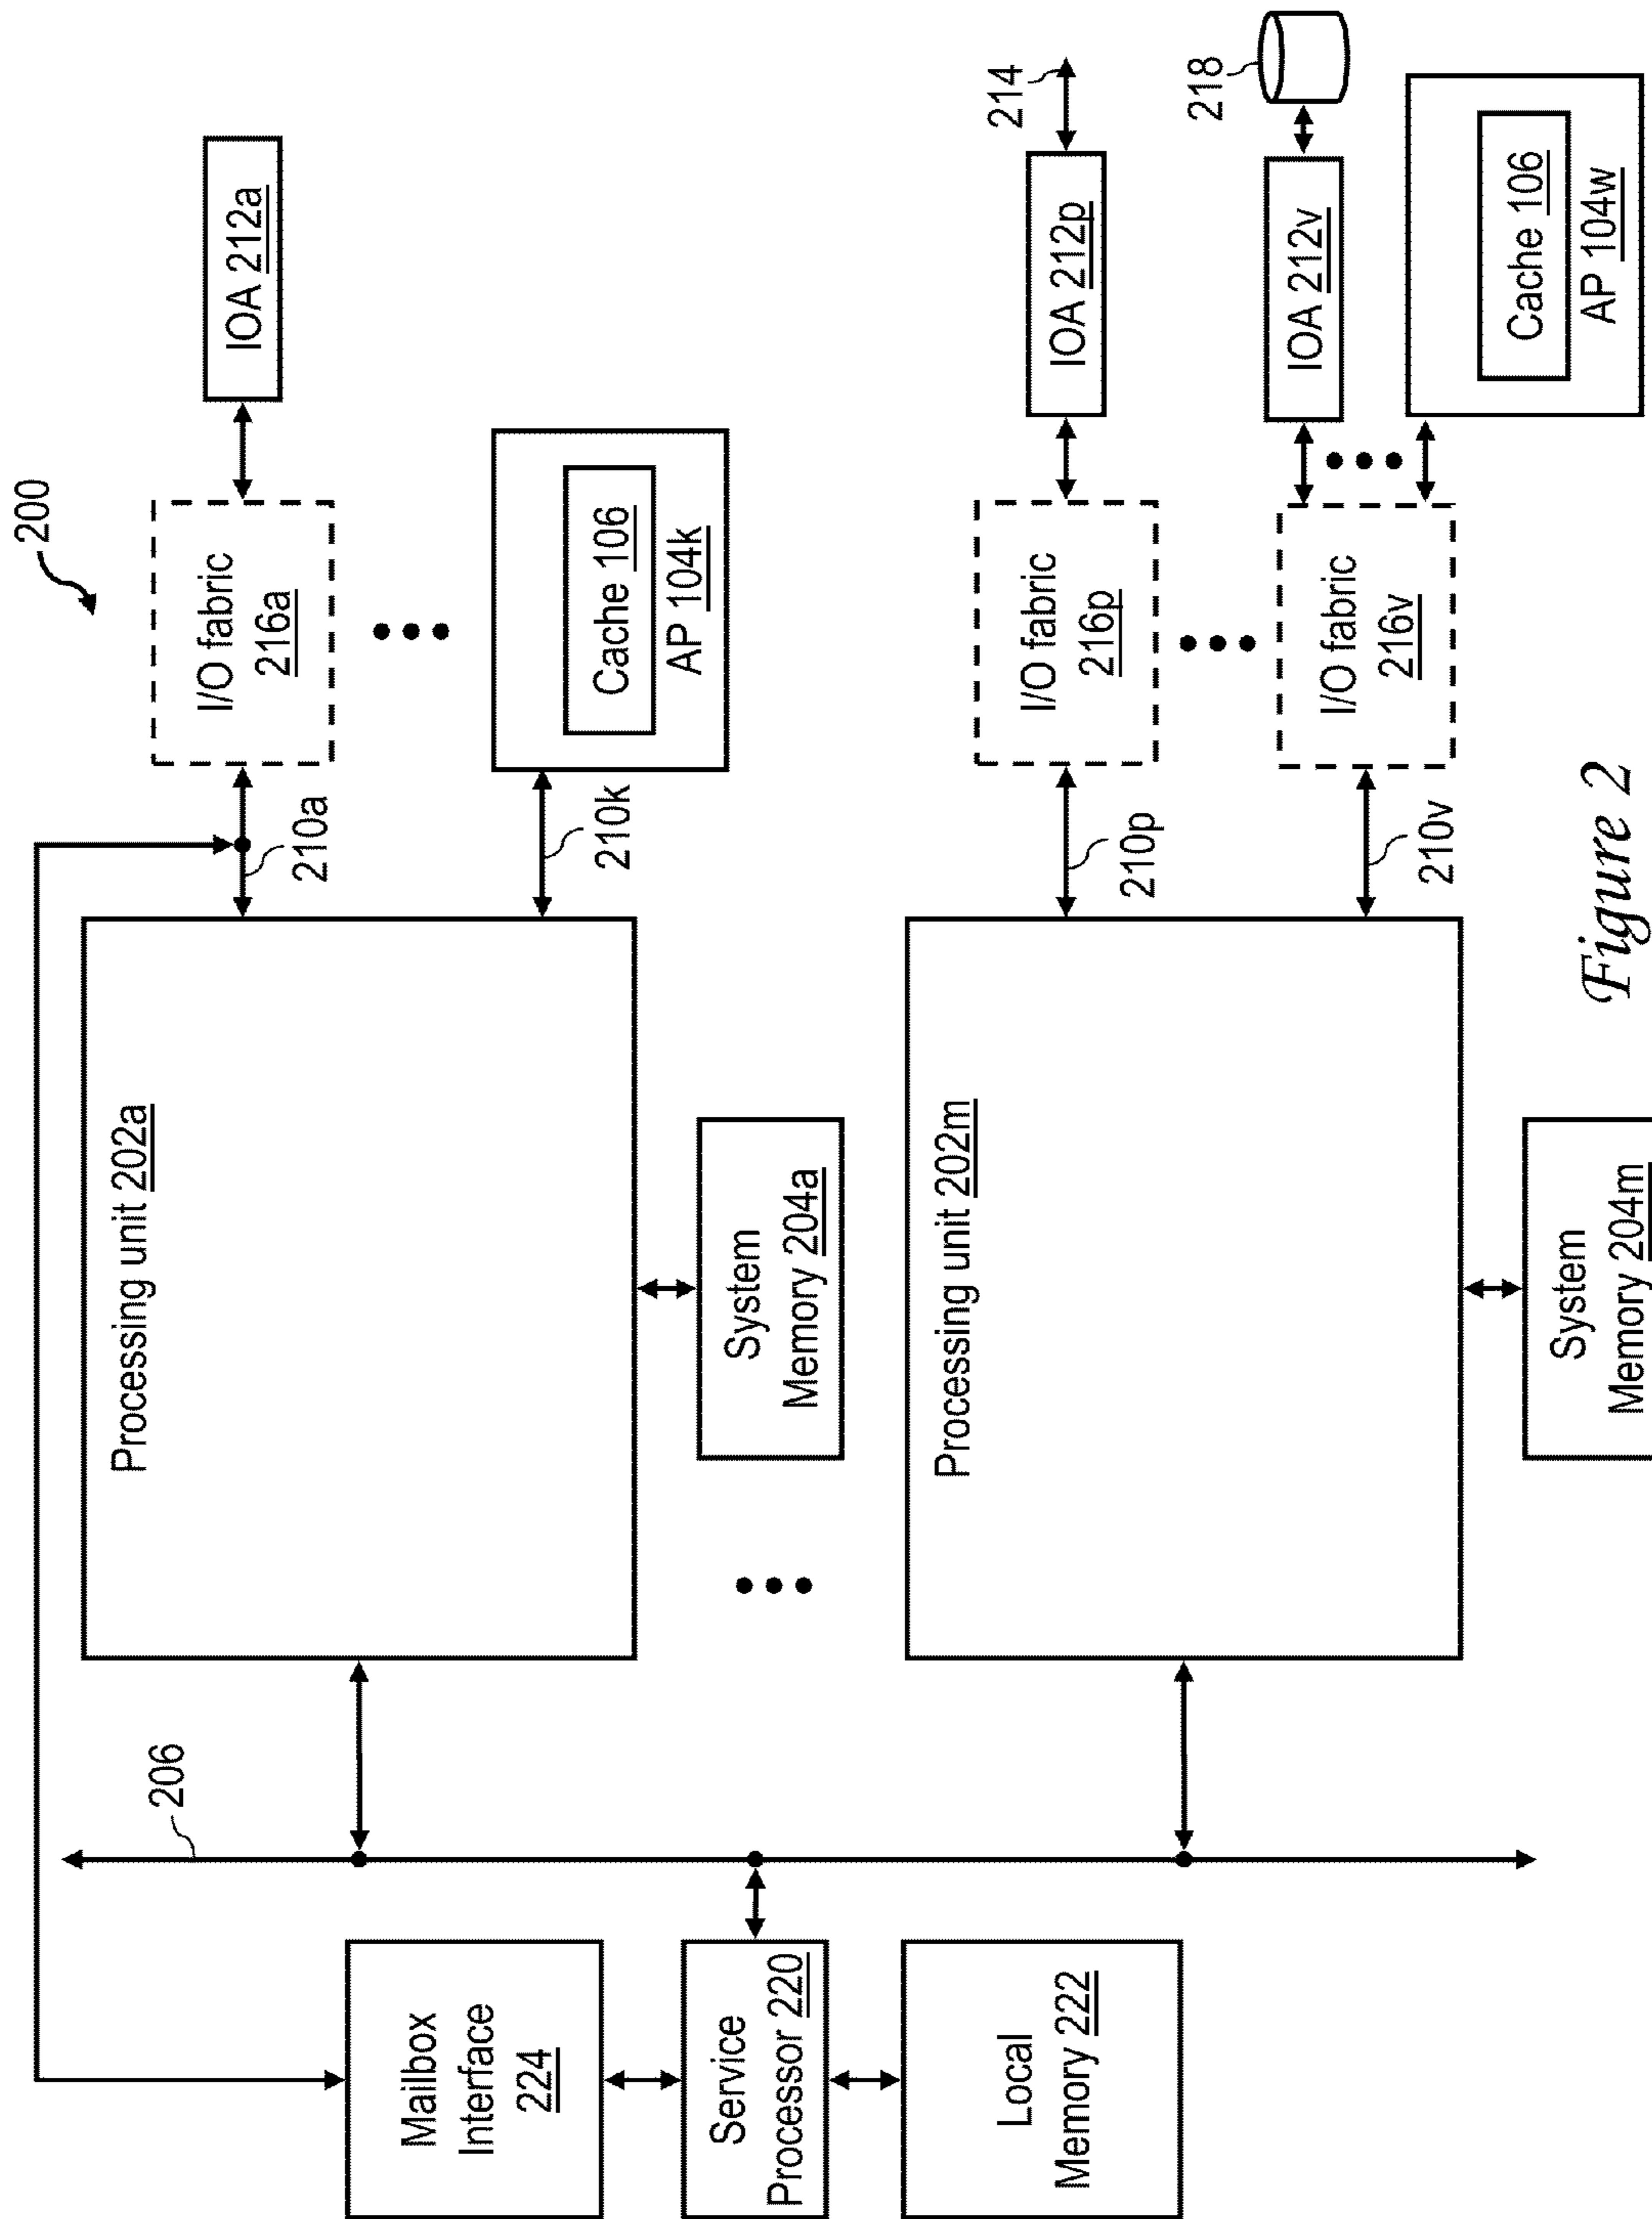 200
206
Mailbox
Interface
224
Service
Processor 220
Local
Memory 222
Processing unit 202a
System
Memory 204a
Processing unit 202m
System
Memory 204m
210a
210k
210p
210v
I/O fabric
216a
IOA 212a
Cache 106
AP 104k
I/O fabric
216p
IOA 212p
214
I/O fabric
216v
IOA 212v
218
Cache 106
AP 104w
Figure 2